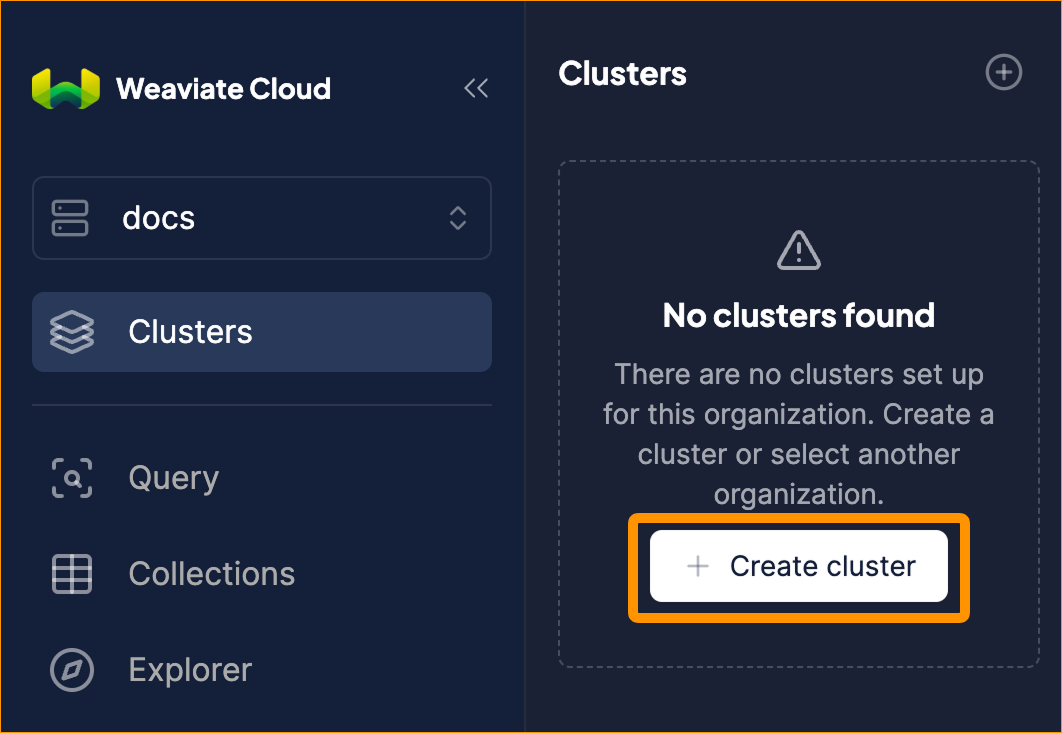 Weaviate Cloud
docs
Clusters
Query
Collections
Explorer
Clusters
No clusters found
There are no clusters set up
for this organization. Create a
cluster or select another
organization.
Create cluster